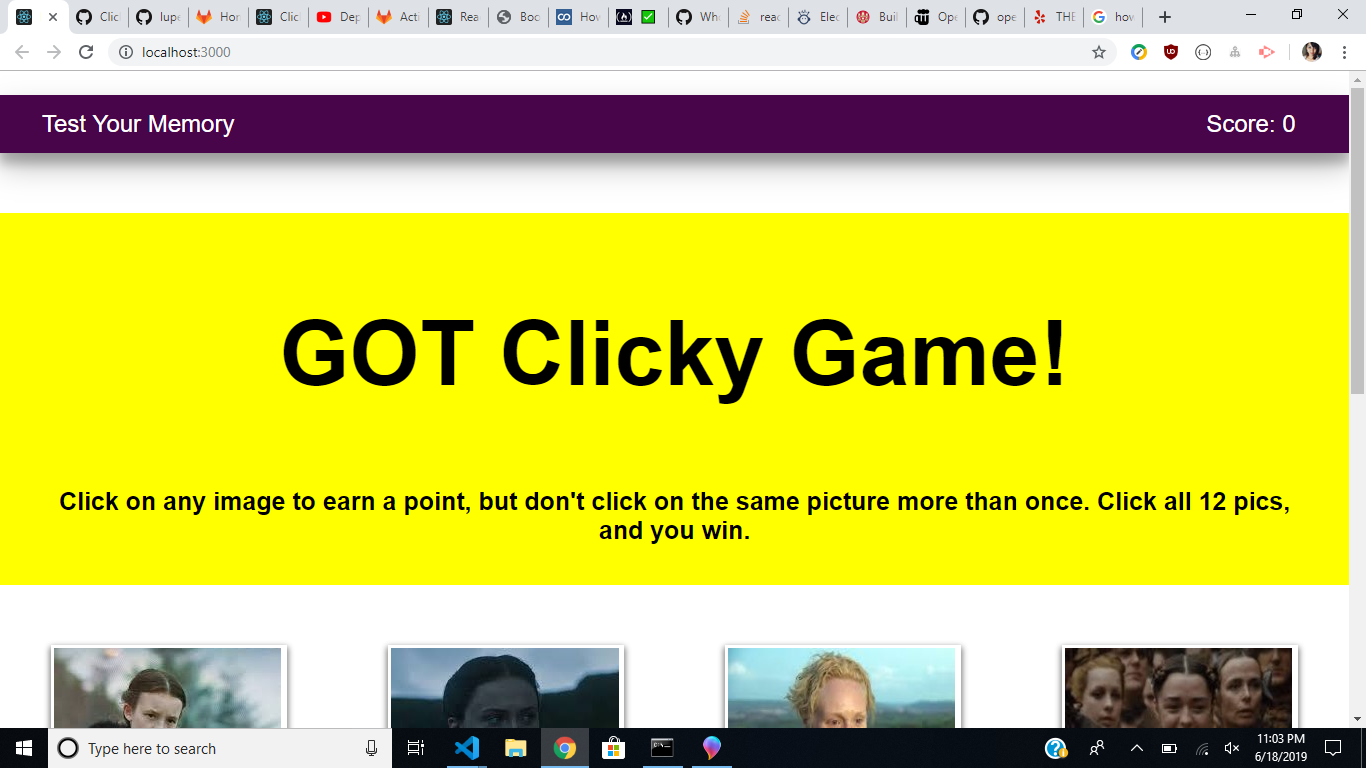 Clic
lupe
Hor
Clic
Dep
Acti
Rea
Boo
How
Who
reac
Elec
Buil
Ope
ope
THE
how
localhost:3000
Test Your Memory
Score: 0
GOT Clicky Game!
Click on any image to earn a point, but don't click on the same picture more than once. Click all 12 pics,
and you win.
Type here to search
11:03 PM
6/18/2019